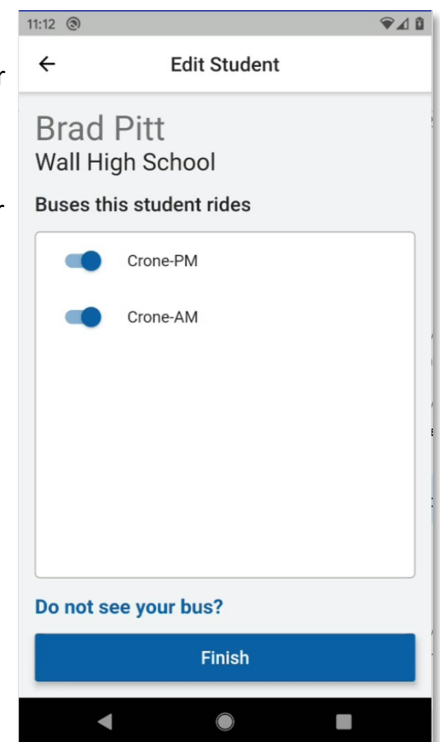 11:12
Edit Student
Brad Pitt
Wall High School
Buses this student rides
Crone-PM
Crone-AM
Do not see your bus?
Finish